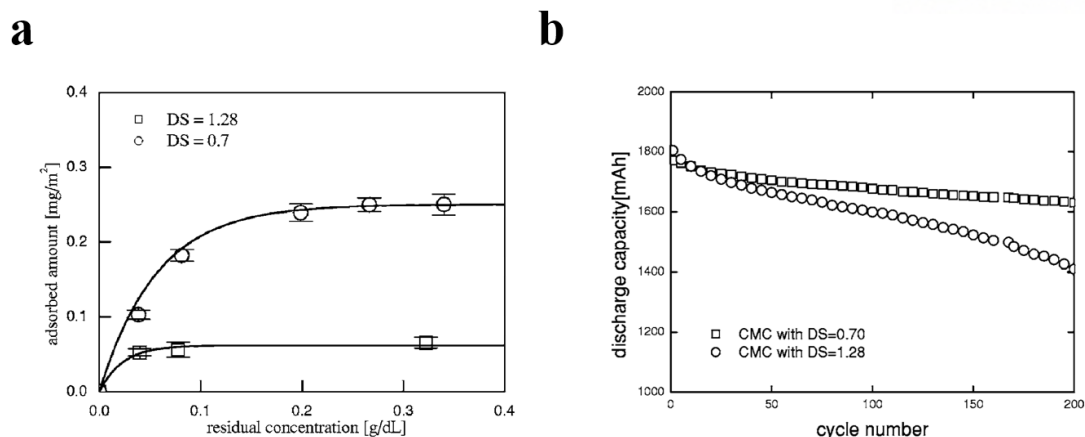 a
b
0.4
0.3
0.2
0.1
0.0
adsorbed amount [mg/m²]
DS = 1.28
DS = 0.7
0.0 0.1 0.2 0.3 0.4
residual concentration [g/dL]
2000
1800
1600
1400
1200
1000
discharge capacity[mAh]
CMC with DS=0.70
CMC with DS=1.28
0 50 100 150 200
cycle number